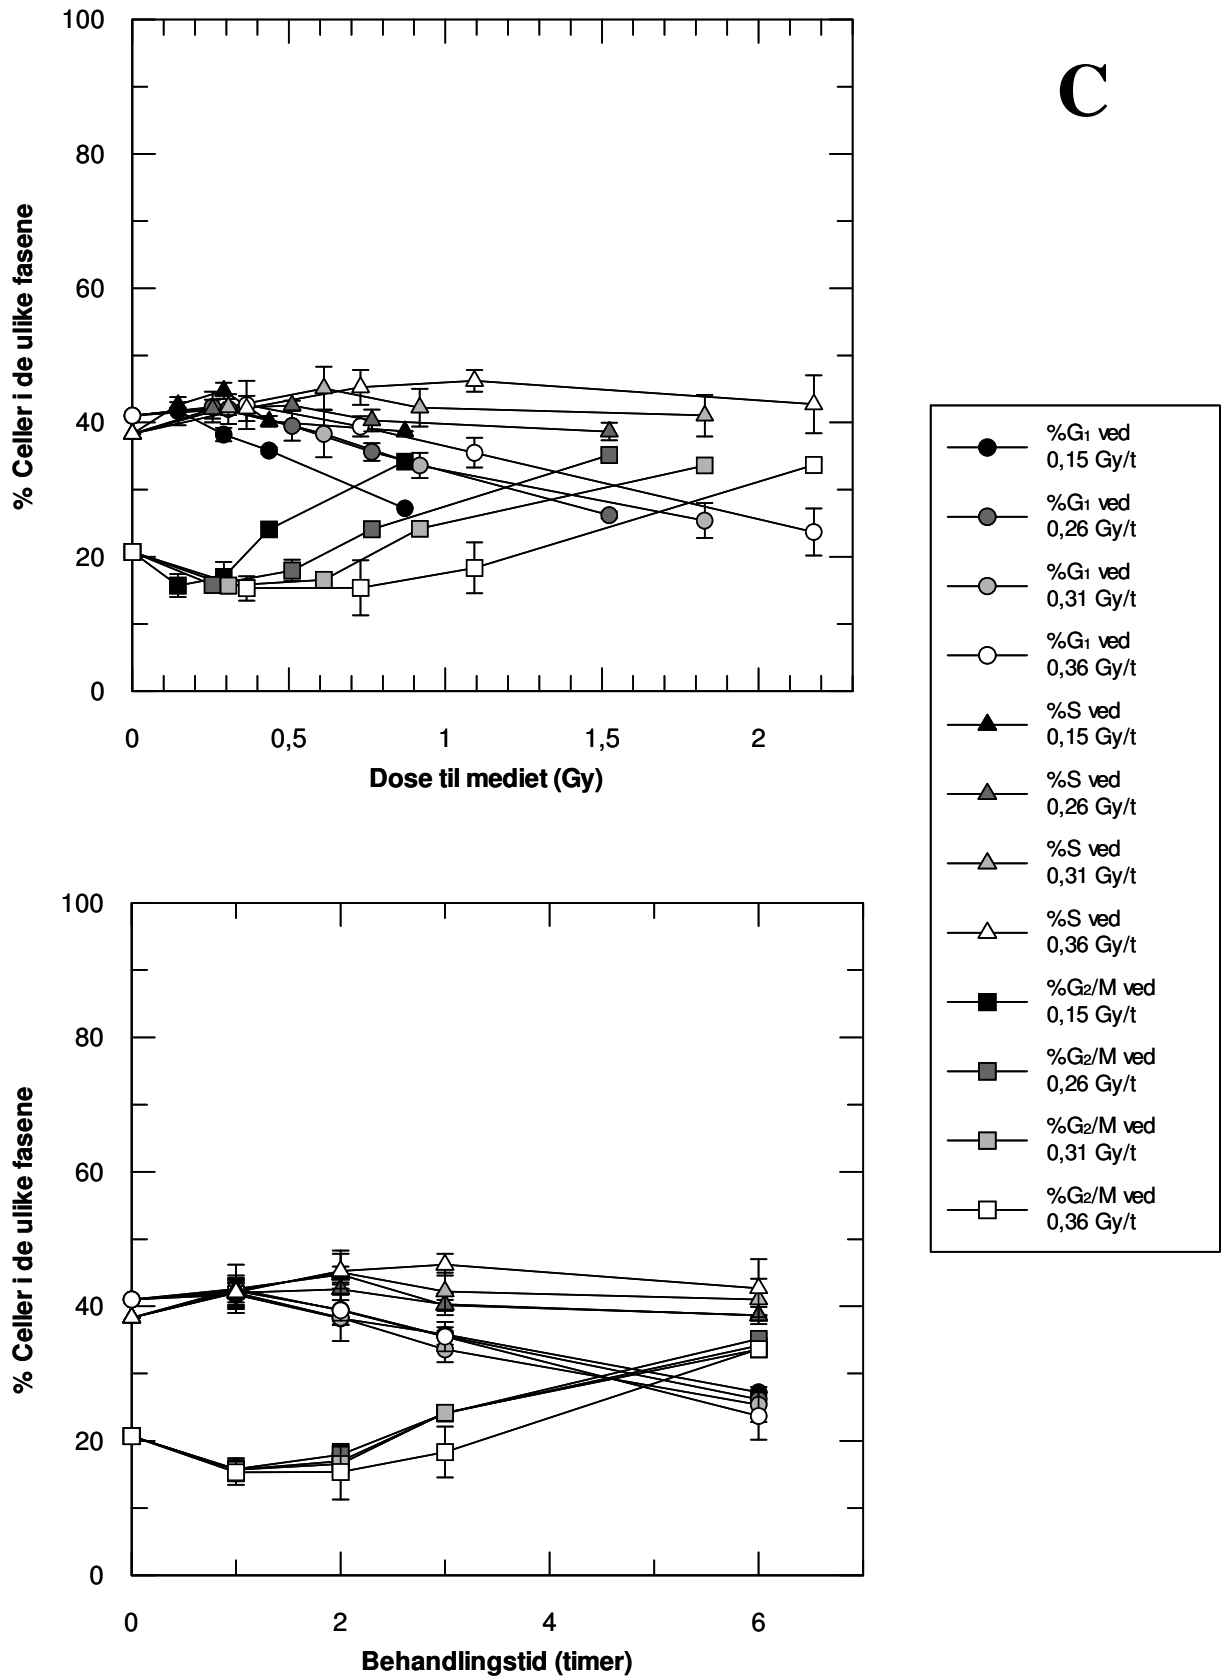 C
100
80
60
40
20
0
% Celler i de ulike fasene
0 0,5 1 1,5 2
Dose til mediet (Gy)
100
80
60
40
20
0
% Celler i de ulike fasene
0 2 4 6
Behandlingstid (timer)
%G₁ ved
0,15 Gy/t
%G₁ ved
0,26 Gy/t
%G₁ ved
0,31 Gy/t
%G₁ ved
0,36 Gy/t
%S ved
0,15 Gy/t
%S ved
0,26 Gy/t
%S ved
0,31 Gy/t
%S ved
0,36 Gy/t
%G₂/M ved
0,15 Gy/t
%G₂/M ved
0,26 Gy/t
%G₂/M ved
0,31 Gy/t
%G₂/M ved
0,36 Gy/t